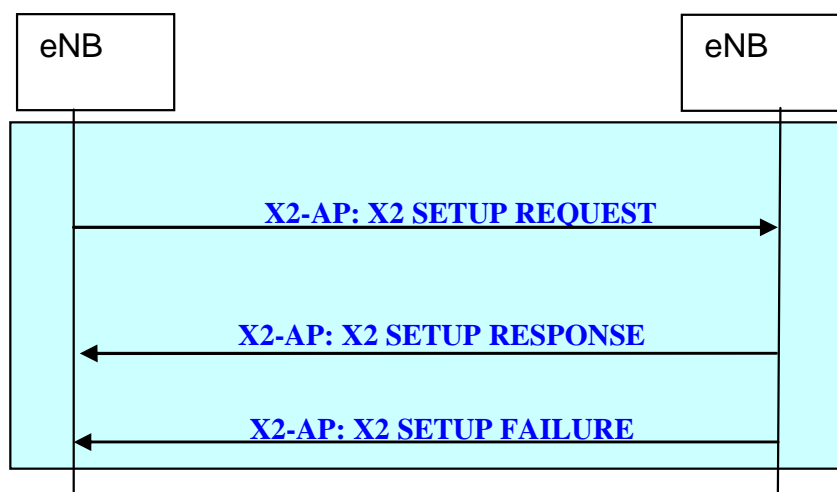 eNB
eNB
X2-AP: X2 SETUP REQUEST
X2-AP: X2 SETUP RESPONSE
X2-AP: X2 SETUP FAILURE